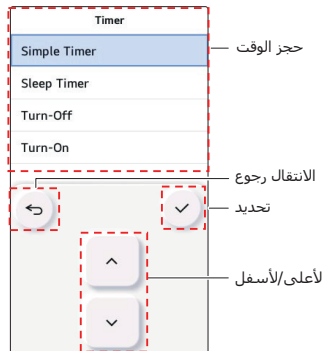 Timer
Simple Timer
حجز الوقت
Sleep Timer
Turn-Off
Turn-On
الانتقال رجوع
تحديد
لأعلى/لأسفل